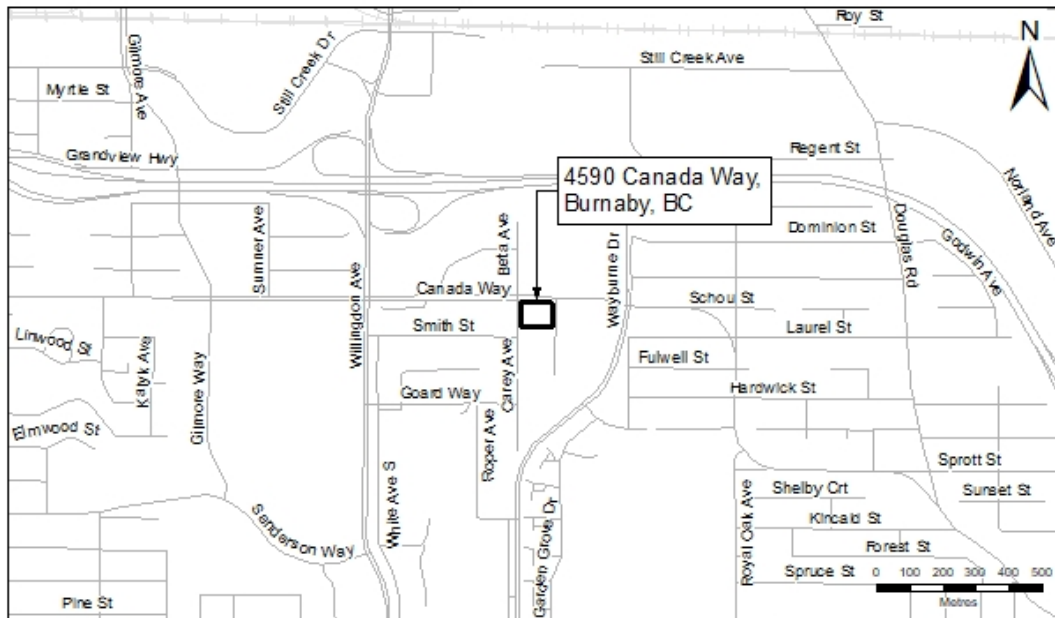 Roy St
N
Gilmore Ave
Still Creek Dr
Still Creek Ave
Myrtle St
Grandview Hwy
Regent St
4590 Canada Way,
Burnaby, BC
Norland Ave
Sumner Ave
Beta Ave
Wayburne Dr
Dominion St
Douglas Rd
Godwin Ave
Willingdon Ave
Canada Way
Schou St
Linwood St
Smith St
Laurel St
Kalyk Ave
Gilmore Way
Carey Ave
Fulwell St
Goard Way
Hardwick St
Elmwood St
Roper Ave
Sprott St
White Ave S
Shelby Crt
Sunset St
Sanderson Way
Garden Grove Dr
Royal Oak Ave
Kincaid St
Forest St
Spruce St
0 100 200 300 400 500
Metres
Pine St